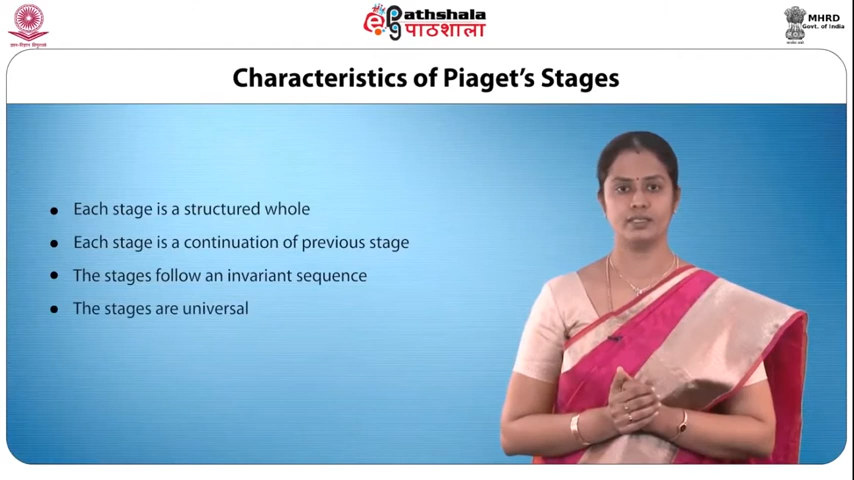 ePathshala
पाठशाला
MHRD
Govt. of India
Characteristics of Piaget's Stages
• Each stage is a structured whole
• Each stage is a continuation of previous stage
• The stages follow an invariant sequence
• The stages are universal